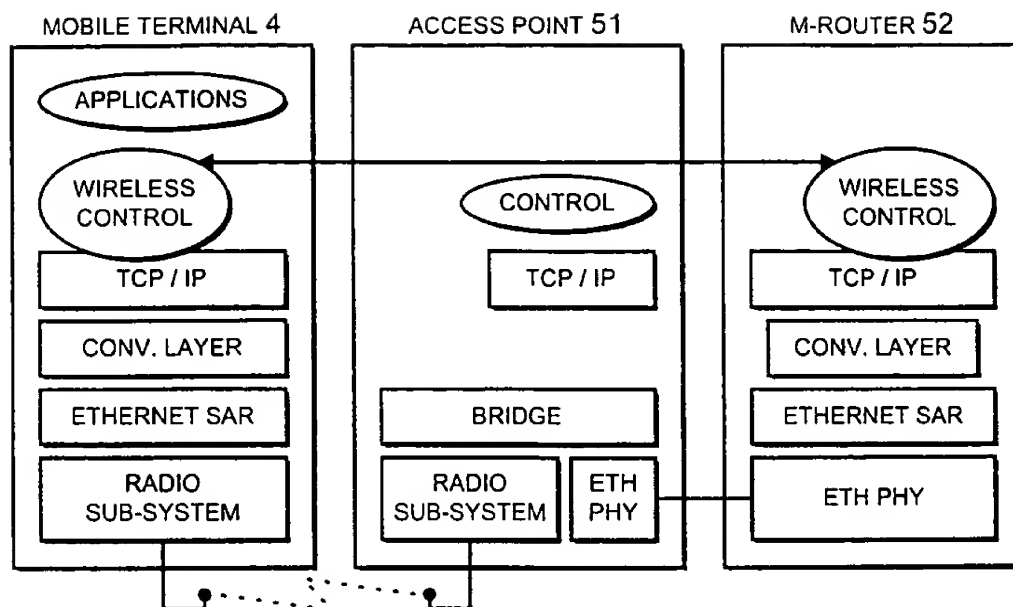 MOBILE TERMINAL 4
APPLICATIONS
WIRELESS
CONTROL
TCP / IP
CONV. LAYER
ETHERNET SAR
RADIO
SUB-SYSTEM
ACCESS POINT 51
CONTROL
TCP / IP
BRIDGE
RADIO
SUB-SYSTEM
ETH
PHY
M-ROUTER 52
WIRELESS
CONTROL
TCP / IP
CONV. LAYER
ETHERNET SAR
ETH PHY